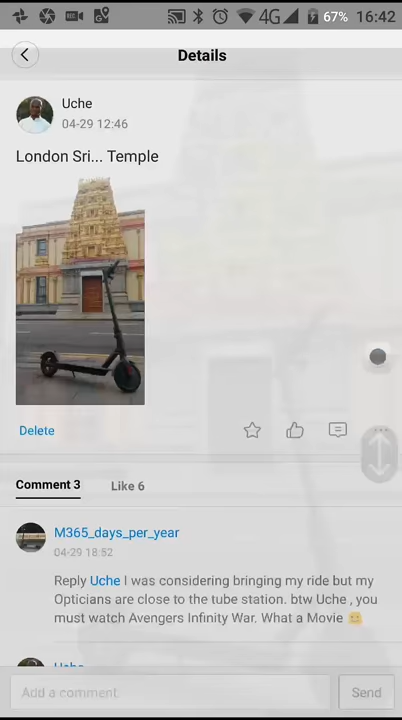 4G 67% 16:42
Details
Uche
04-29 12:46
London Sri... Temple
Delete
Comment 3 Like 6
M365_days_per_year
04-29 18:52
Reply Uche I was considering bringing my ride but my
Opticians are close to the tube station. btw Uche , you
must watch Avengers Infinity War. What a Movie
Uche
Add a comment
Send